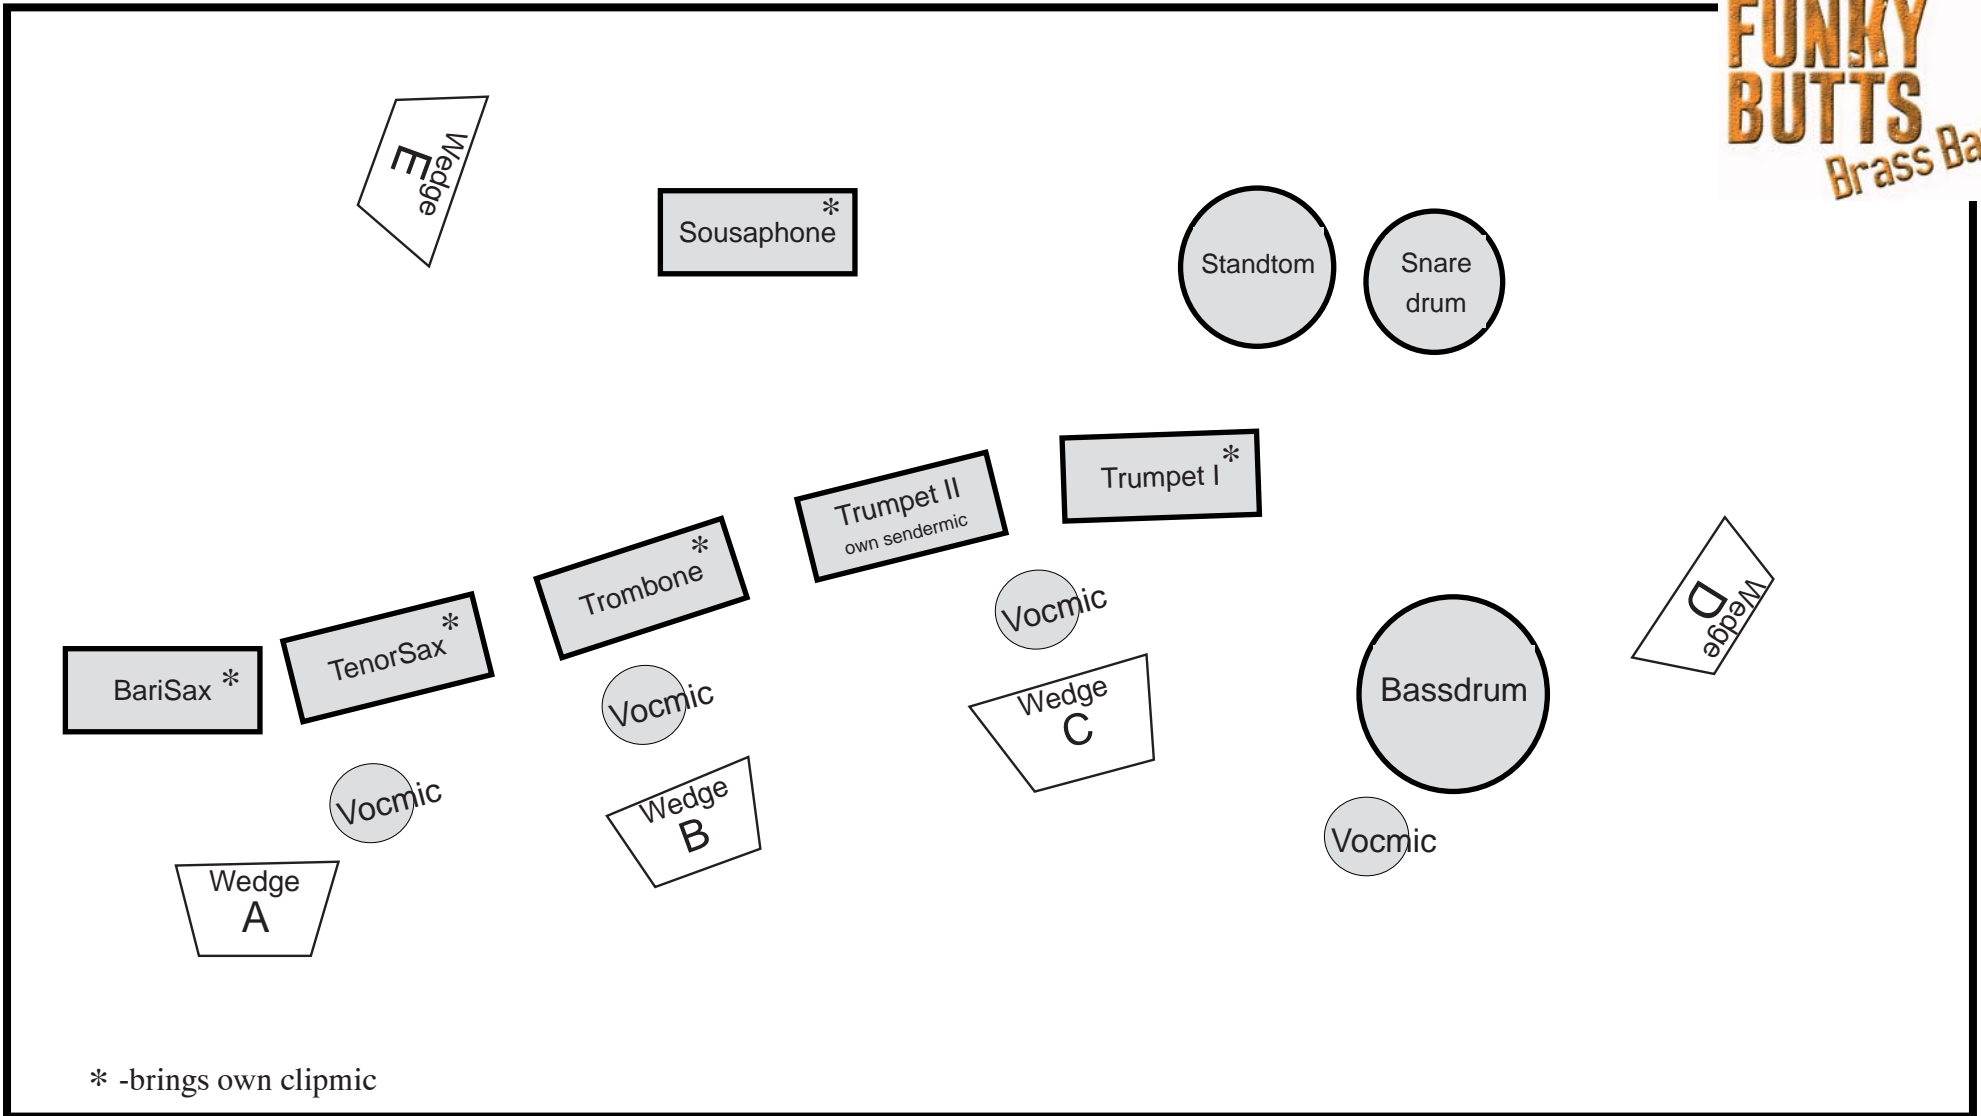 FUNKY
BUTTS
Brass
Wedge
E
*
Sousaphone
Standtom
Snare
drum
*
Trumpet I
Trumpet II
own sendermic
*
Trombone
*
TenorSax
BariSax *
Vocmic
Wedge
C
Wedge
D
Bassdrum
Vocmic
Wedge
B
Vocmic
Wedge
A
Vocmic
* -brings own clipmic